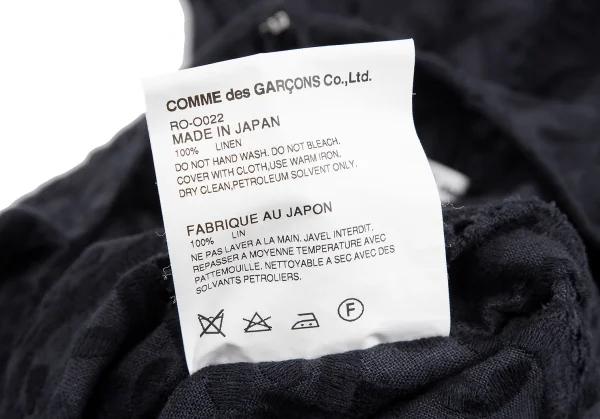 COMME des GARÇONS Co.,Ltd.
RO-O022
MADE IN JAPAN
100% LINEN
DO NOT HAND WASH. DO NOT BLEACH.
COVER WITH CLOTH,USE WARM IRON.
DRY CLEAN,PETROLEUM SOLVENT ONLY.
FABRIQUE AU JAPON
100% LIN
NE PAS LAVER A LA MAIN. JAVEL INTERDIT.
REPASSER A MOYENNE TEMPERATURE AVEC
PATTEMOUILLE. NETTOYABLE A SEC AVEC DES
SOLVANTS PETROLIERS.
F